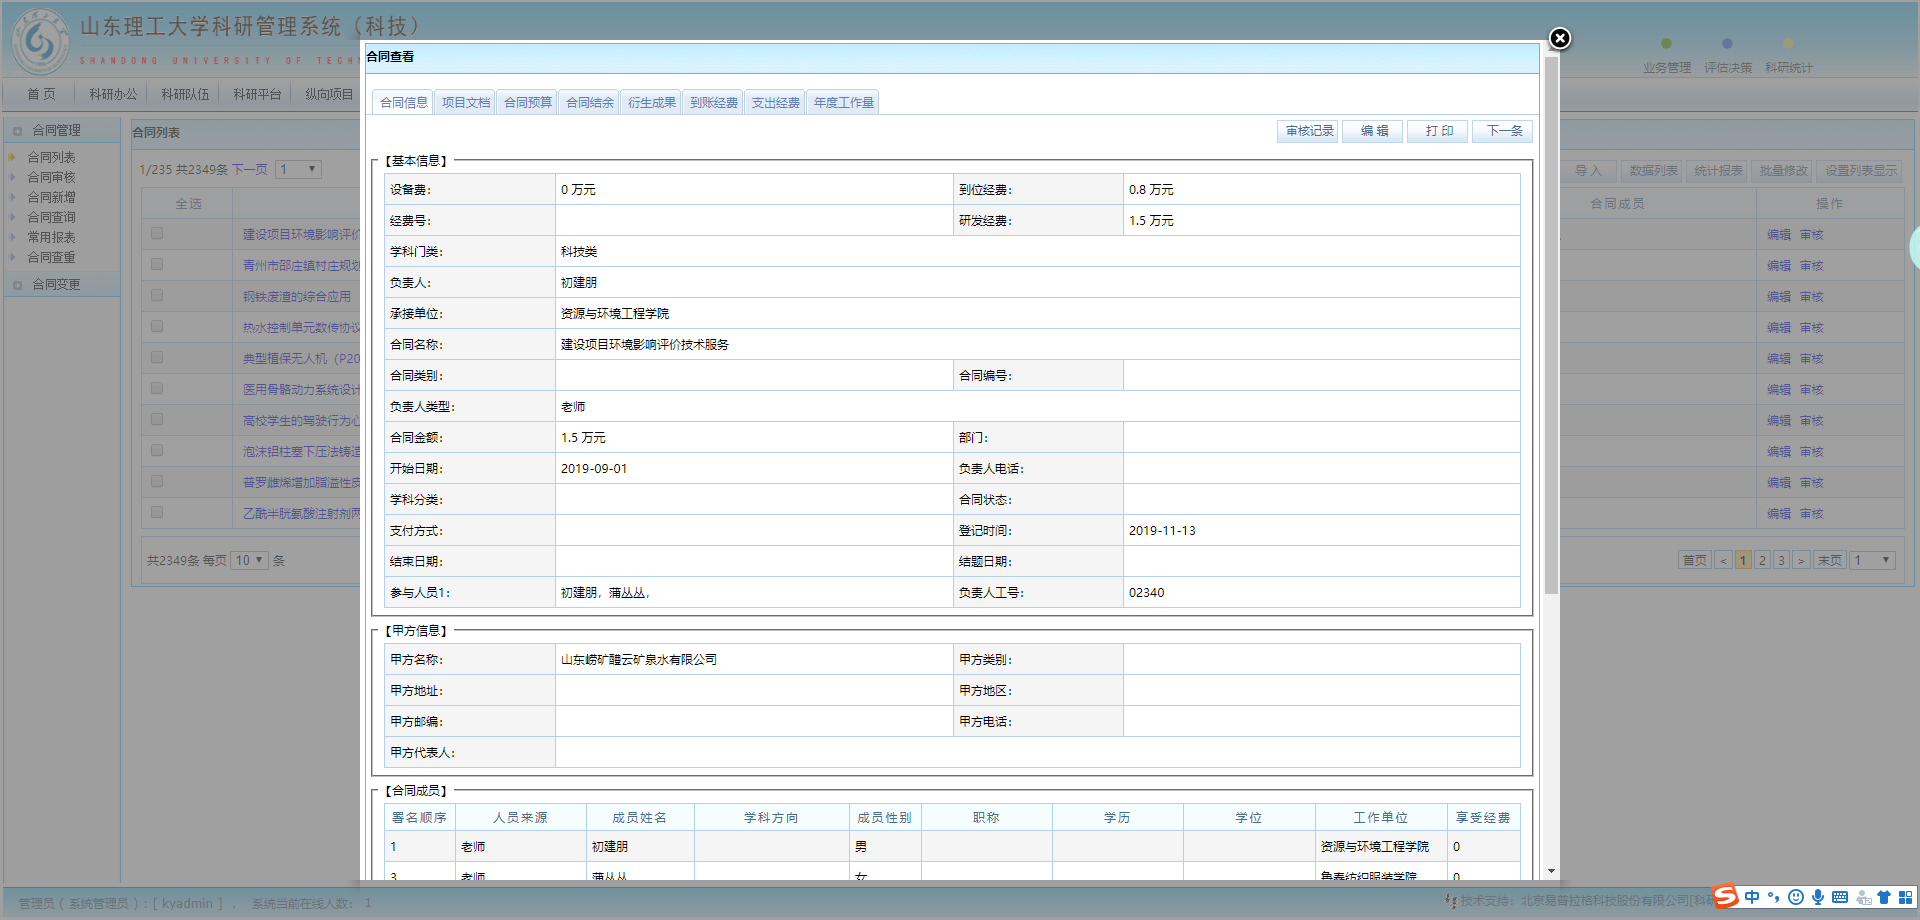 山东理工大学科研管理系统（科技）
SHANDONG UNIVERSITY OF TECH
业务管理 评估决策 科研统计
首 页 科研办公 科研队伍 科研平台 纵向项目
合同管理
合同列表
合同审核
合同新增
合同查询
常用报表
合同查重
合同变更
合同列表
1/235 共2349条 下一页 1
全选
建设项目环境影响评价
青州市邵庄镇村庄规划
钢铁废渣的综合应用
热水控制单元数传协议
典型植保无人机（P20
医用骨骼动力系统设计
高校学生的驾驶行为心
泡沫铝柱塞下压法铸造
普罗雌烯增加脂溢性皮
乙酰半胱氨酸注射剂两
共2349条 每页 10 条
合同查看
合同信息 项目文档 合同预算 合同结余 衍生成果 到账经费 支出经费 年度工作量
审核记录 编 辑 打 印 下一条
【基本信息】
设备费： 0 万元 到位经费： 0.8 万元
经费号： 研发经费： 1.5 万元
学科门类： 科技类
负责人： 初建朋
承接单位： 资源与环境工程学院
合同名称： 建设项目环境影响评价技术服务
合同类别： 合同编号：
负责人类型： 老师
合同金额： 1.5 万元 部门：
开始日期： 2019-09-01 负责人电话：
学科分类： 合同状态：
支付方式： 登记时间： 2019-11-13
结束日期： 结题日期：
参与人员1： 初建朋，蒲丛丛， 负责人工号： 02340
【甲方信息】
甲方名称： 山东崂矿醴云矿泉水有限公司 甲方类别：
甲方地址： 甲方地区：
甲方邮编： 甲方电话：
甲方代表人：
【合同成员】
署名顺序 人员来源 成员姓名 学科方向 成员性别 职称 学历 学位 工作单位 享受经费
1 老师 初建朋 男 资源与环境工程学院 0
3 老师 蒲丛丛 女 鲁泰纺织服装学院 0
导 入 数据列表 统计报表 批量修改 设置列表显示
合同成员 操作
编辑 审核
编辑 审核
编辑 审核
编辑 审核
编辑 审核
编辑 审核
编辑 审核
编辑 审核
编辑 审核
编辑 审核
首页 < 1 2 3 > 末页 1
管理员 ( 系统管理员 ) : [ kyadmin ] ， 系统当前在线人数： 1
技术支持：北京易普拉格科技股份有限公司[科研
中